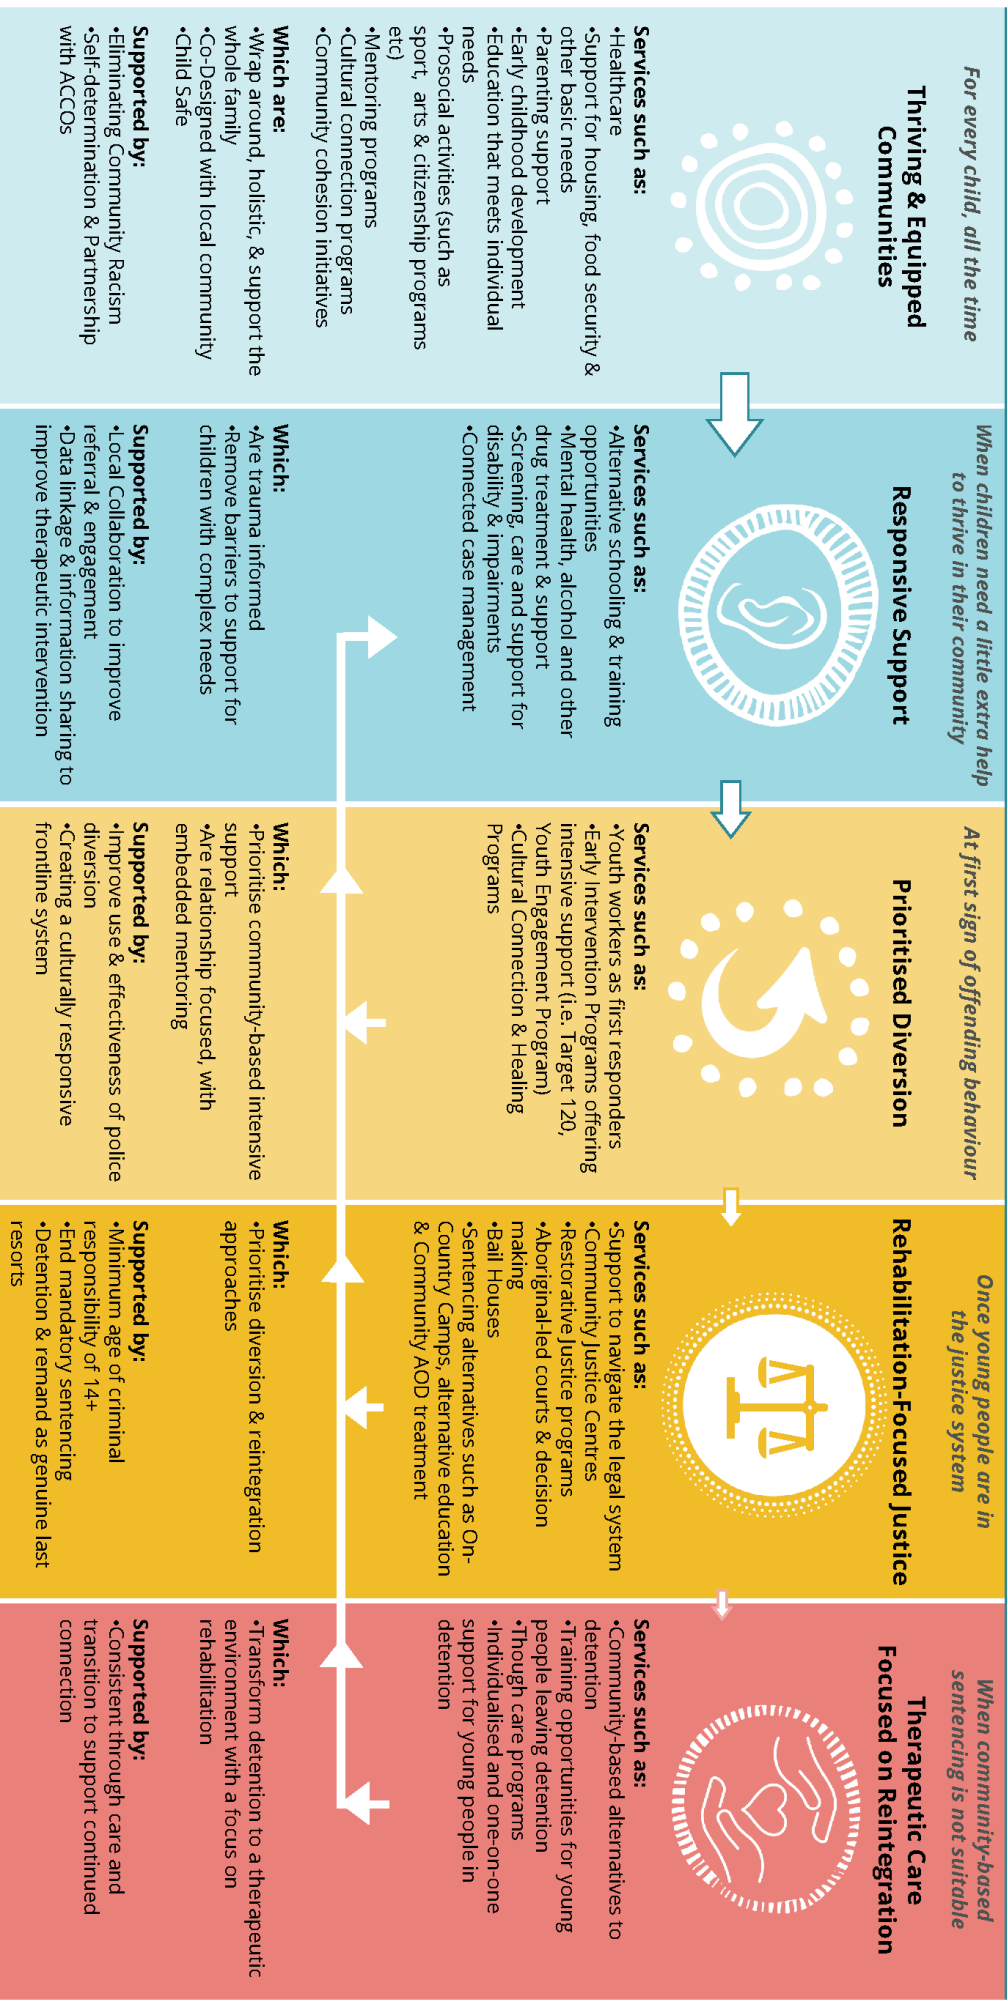 For every child, all the time
Thriving & Equipped
Communities
Services such as:
•Healthcare
•Support for housing, food security &
other basic needs
•Parenting support
•Early childhood development
•Education that meets individual
needs
•Prosocial activities (such as
sport, arts & citizenship programs
etc)
•Mentoring programs
•Cultural connection programs
•Community cohesion initiatives
Which are:
•Wrap around, holistic, & support the
whole family
•Co-Designed with local community
•Child Safe
Supported by:
•Eliminating Community Racism
•Self-determination & Partnership
with ACCOs
When children need a little extra help
to thrive in their community
Responsive Support
Services such as:
•Alternative schooling & training
opportunities
•Mental health, alcohol and other
drug treatment & support
•Screening, care and support for
disability & impairments
•Connected case management
Which:
•Are trauma informed
•Remove barriers to support for
children with complex needs
Supported by:
•Local Collaboration to improve
referral & engagement
•Data linkage & information sharing to
improve therapeutic intervention
At first sign of offending behaviour
Prioritised Diversion
Services such as:
•Youth workers as first responders
•Early Intervention Programs offering
intensive support (i.e. Target 120,
Youth Engagement Program)
•Cultural Connection & Healing
Programs
Which:
•Prioritise community-based intensive
support
•Are relationship focused, with
embedded mentoring
Supported by:
•Improve use & effectiveness of police
diversion
•Creating a culturally responsive
frontline system
Once young people are in
the justice system
Rehabilitation-Focused Justice
Services such as:
•Support to navigate the legal system
•Community Justice Centres
•Restorative Justice programs
•Aboriginal-led courts & decision
making
•Bail Houses
•Sentencing alternatives such as On-
Country Camps, alternative education
& Community AOD treatment
Which:
•Prioritise diversion & reintegration
approaches
Supported by:
•Minimum age of criminal
responsibility of 14+
•End mandatory sentencing
•Detention & remand as genuine last
resorts
When community-based
sentencing is not suitable
Therapeutic Care
Focused on Reintegration
Services such as:
•Community-based alternatives to
detention
•Training opportunities for young
people leaving detention
•Though care programs
•Individualised and one-on-one
support for young people in
detention
Which:
•Transform detention to a therapeutic
environment with a focus on
rehabilitation
Supported by:
•Consistent through care and
transition to support continued
connection